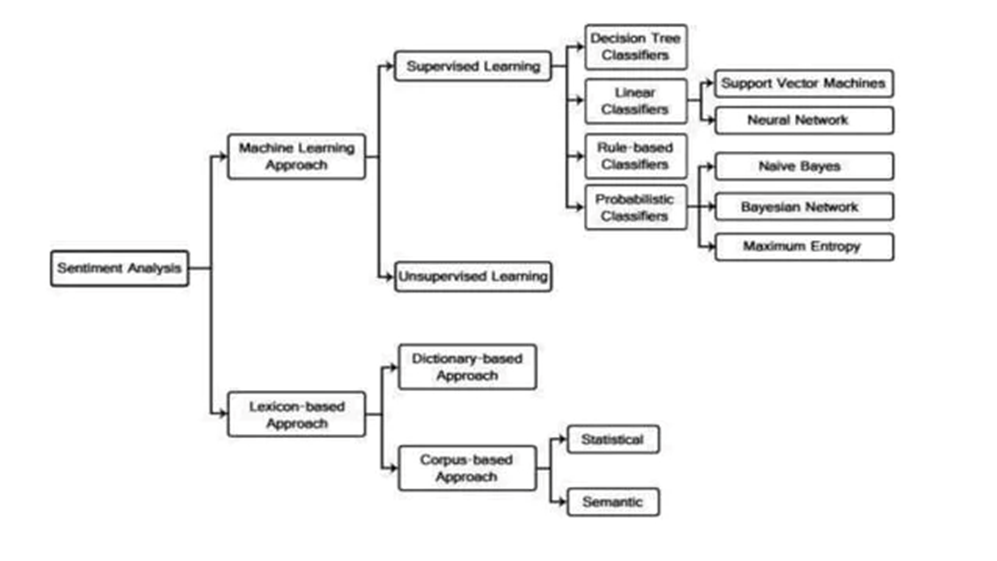 Decision Tree
Classifiers
Supervised Learning
Linear
Classifiers
Support Vector Machines
Neural Network
Machine Learning
Approach
Rule-based
Classifiers
Naive Bayes
Probabilistic
Classifiers
Bayesian Network
Maximum Entropy
Sentiment Analysis
Unsupervised Learning
Dictionary-based
Approach
Lexicon-based
Approach
Corpus-based
Approach
Statistical
Semantic